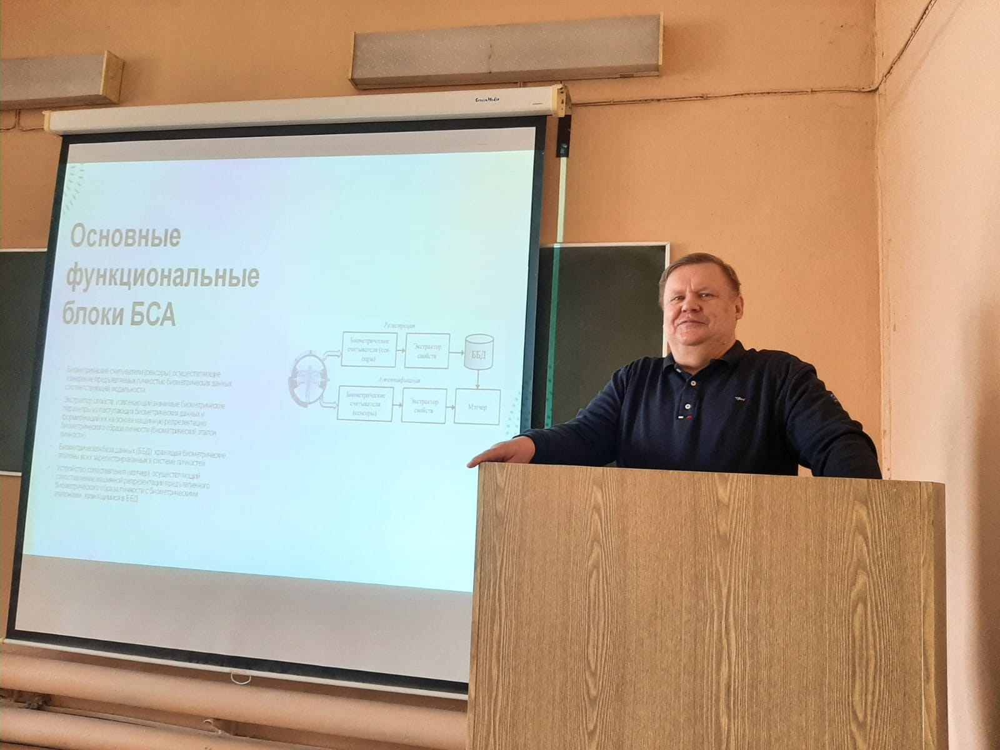 ScreenMedia
Основные
функциональные
блоки БСА
Биометрические считыватели (сенсоры), осуществляющие
измерение предъявляемых личностью биометрических данных
соответствующей модальности
Экстрактор свойств, извлекающий значимые биометрические
параметры из поступающих биометрических данных и
формирующий их на основе машинную репрезентацию
биометрического образа личности (биометрический эталон
личности)
Биометрическая база данных (ББД), хранящая биометрические
эталоны всех зарегистрированных в системе личностей
Устройство сопоставления (мэтчер), осуществляющий
сопоставление машинной репрезентации предъявленного
биометрического образа личности с биометрическими
эталонами, хранящимися в ББД
Регистрация
Биометрические
считыватели (сен-
соры)
Экстрактор
свойств
ББД
Аутентификация
Биометрические
считыватели
(сенсоры)
Экстрактор
свойств
Мэтчер